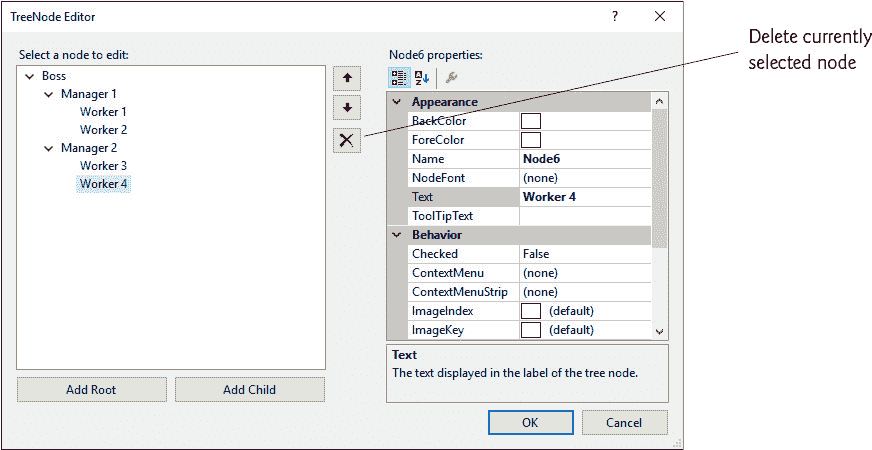 TreeNode Editor
?
Select a node to edit:
Boss
Manager 1
Worker 1
Worker 2
Manager 2
Worker 3
Worker 4
Add Root
Add Child
Node6 properties:
A
Z
Appearance
BackColor
ForeColor
Name Node6
NodeFont (none)
Text Worker 4
ToolTipText
Behavior
Checked False
ContextMenu (none)
ContextMenuStrip (none)
ImageIndex (default)
ImageKey (default)
Text
The text displayed in the label of the tree node.
OK
Cancel
Delete currently
selected node